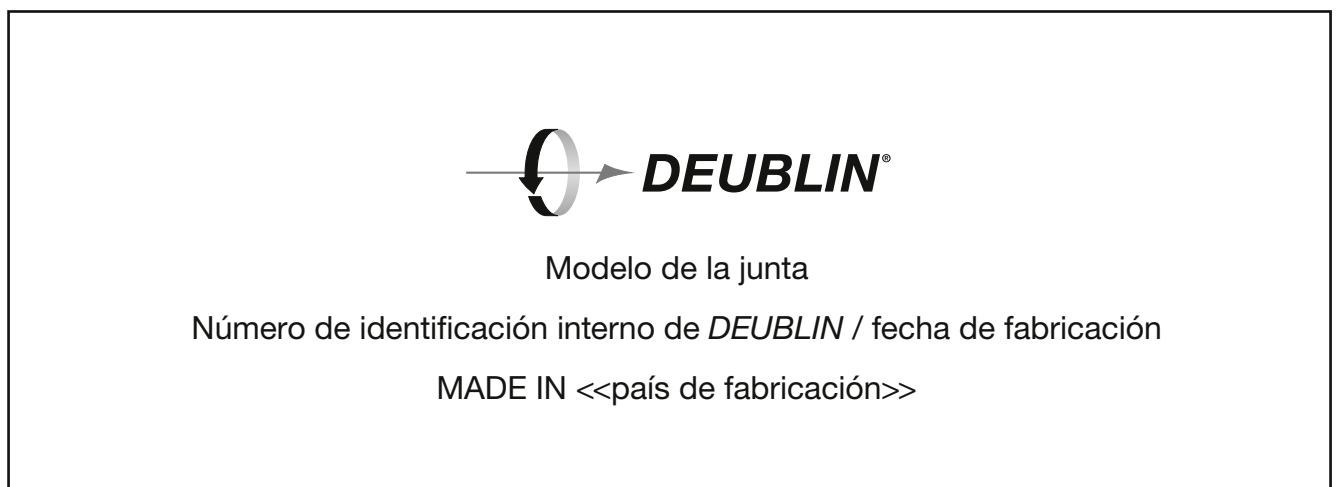 DEUBLIN®
Modelo de la junta
Número de identificación interno de DEUBLIN / fecha de fabricación
MADE IN <<país de fabricación>>